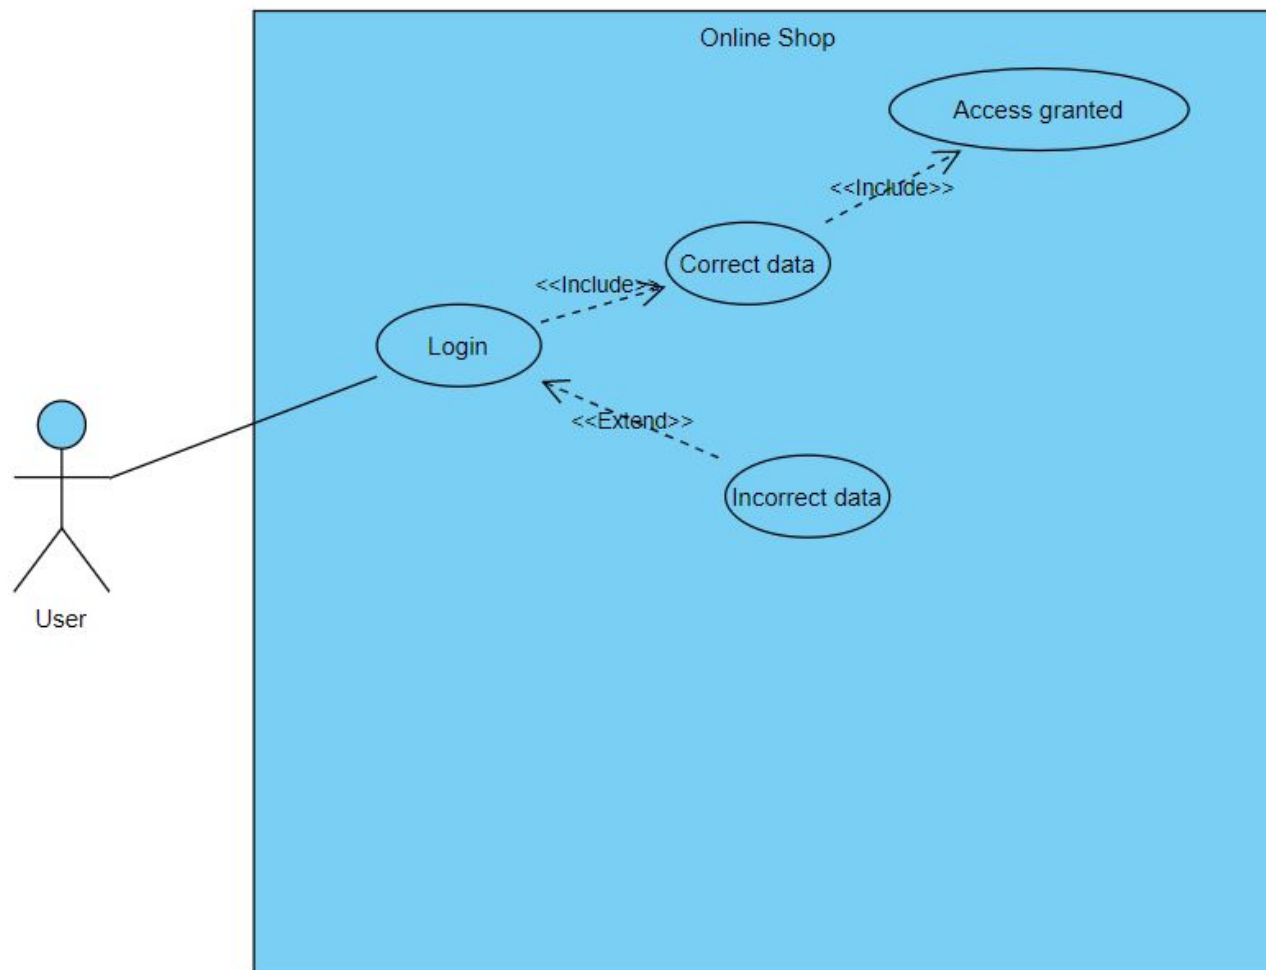 Online Shop
Access granted
<<Include>>
Correct data
<<Include>>
Login
<<Extend>>
Incorrect data
User